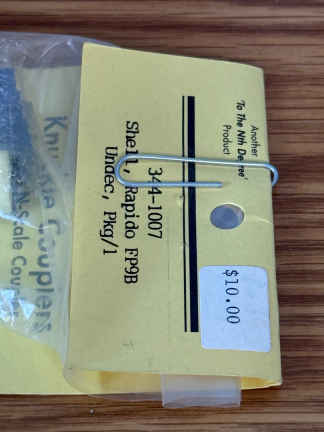 Another
'To The Nth Degree'
Product
344-1007
Shell, Rapido FP9B
Undec, Pkg/1
$10.00
Couplers
N-Scale